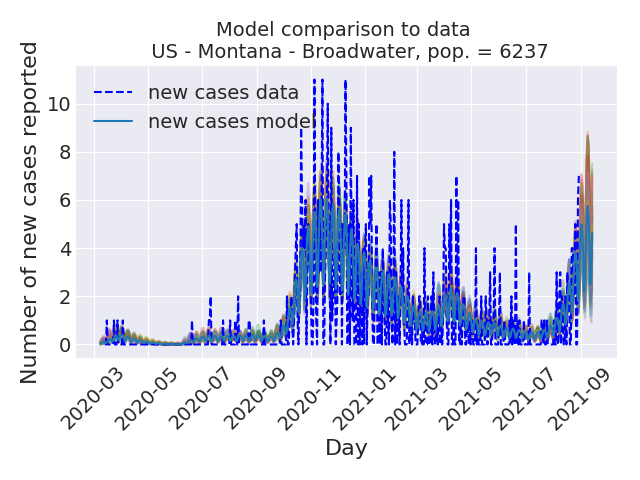 Model comparison to data
US - Montana - Broadwater, pop. = 6237
Number of new cases reported
10
8
6
4
2
0
new cases data
new cases model
2020-03
2020-05
2020-07
2020-09
2020-11
2021-01
2021-03
2021-05
2021-07
2021-09
Day